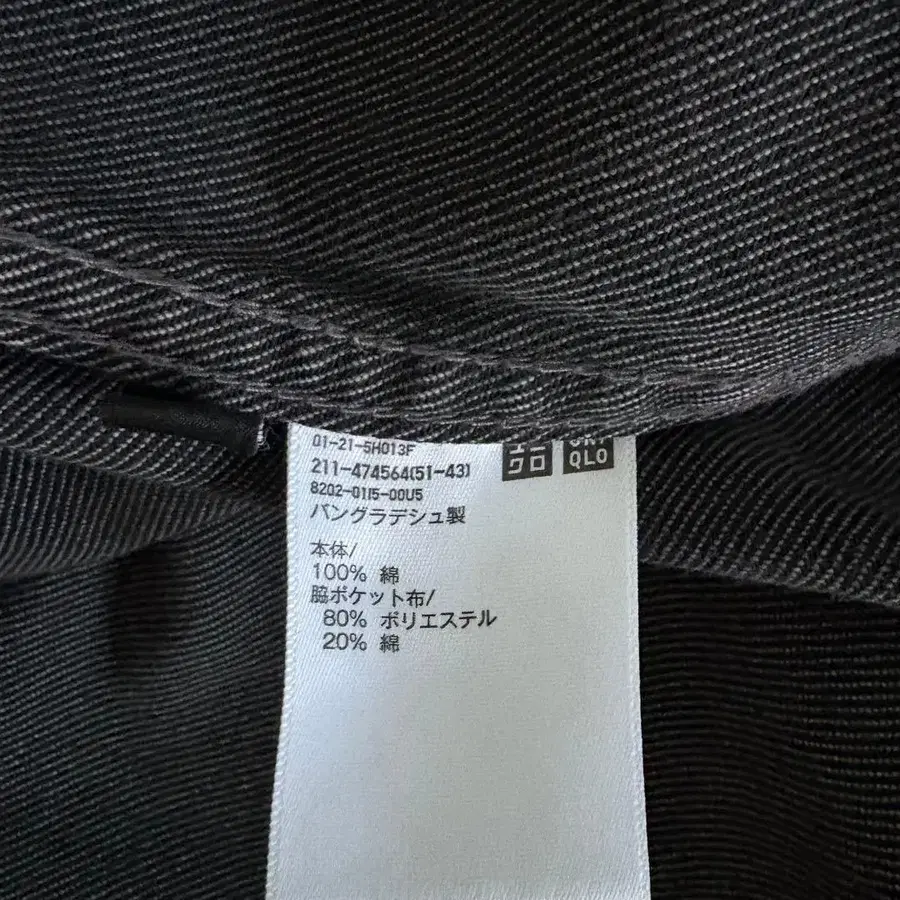 01-21-5H013F
211-474564(51-43)
8202-0115-00U5
バングラデシュ製
本体/
100% 綿
脇ポケット布/
80% ポリエステル
20% 綿
QLO